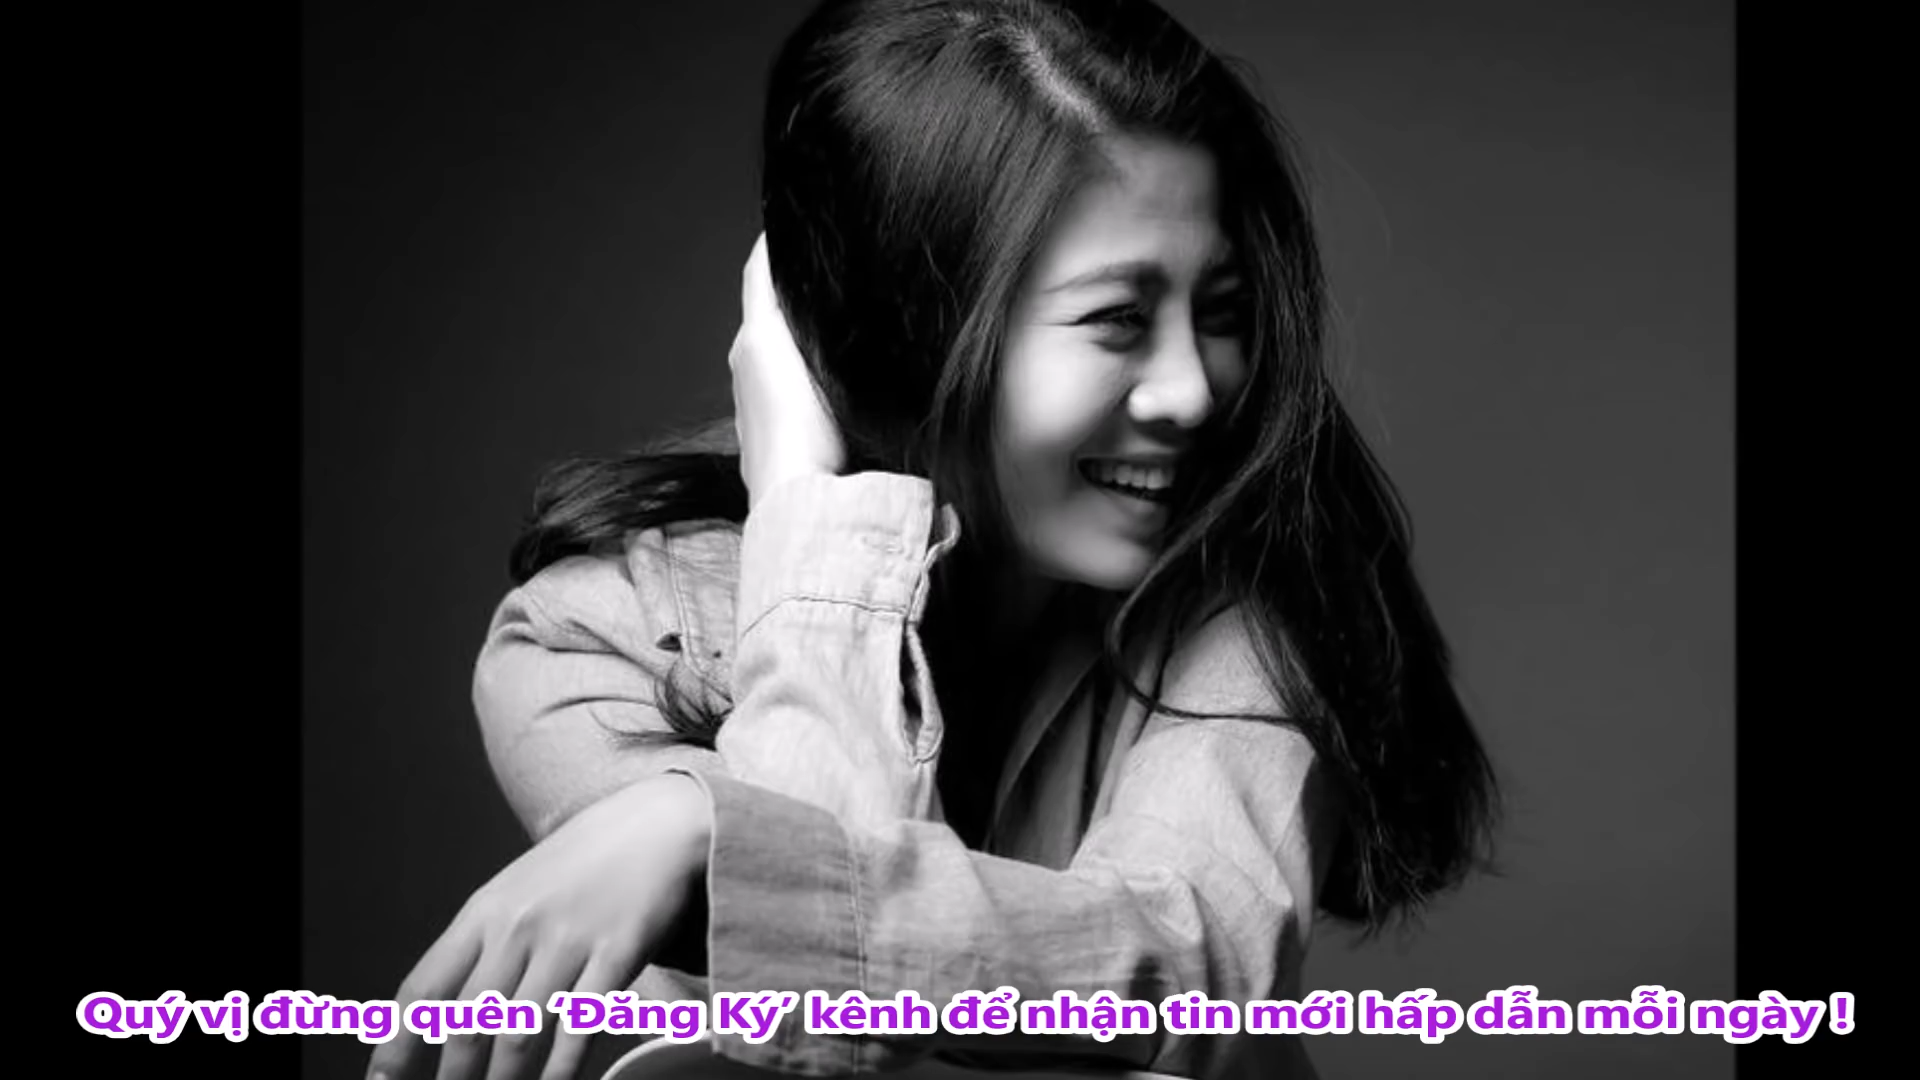 Quý vị đừng quên ‘Đăng Ký’ kênh để nhận tin mới hấp dẫn mỗi ngày !